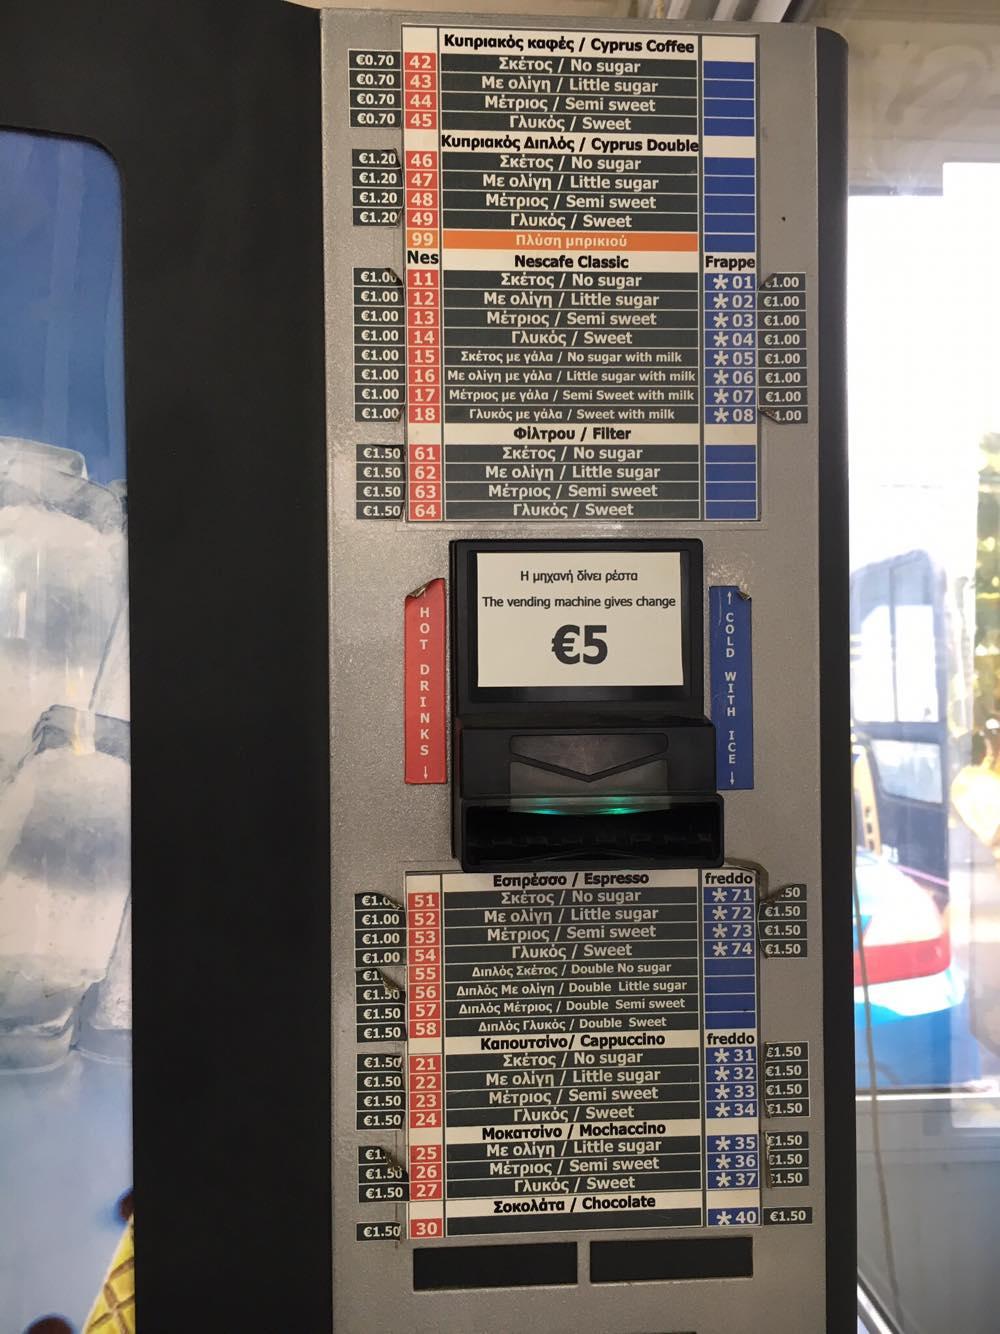 Κυπριακός καφές / Cyprus Coffee
€0.70 42 Σκέτος / No sugar
€0.70 43 Με ολίγη / Little sugar
€0.70 44 Μέτριος / Semi sweet
€0.70 45 Γλυκός / Sweet
Κυπριακός Διπλός / Cyprus Double
€1.20 46 Σκέτος / No sugar
€1.20 47 Με ολίγη / Little sugar
€1.20 48 Μέτριος / Semi sweet
€1.20 49 Γλυκός / Sweet
99 Πλύση μπρικιού
Nes Nescafe Classic Frappe
€1.00 11 Σκέτος / No sugar *01 €1.00
€1.00 12 Με ολίγη / Little sugar *02 €1.00
€1.00 13 Μέτριος / Semi sweet *03 €1.00
€1.00 14 Γλυκός / Sweet *04 €1.00
€1.00 15 Σκέτος με γάλα / No sugar with milk *05 €1.00
€1.00 16 Με ολίγη με γάλα / Little sugar with milk *06 €1.00
€1.00 17 Μέτριος με γάλα / Semi Sweet with milk *07 €1.00
€1.00 18 Γλυκός με γάλα / Sweet with milk *08 €1.00
Φίλτρου / Filter
€1.50 61 Σκέτος / No sugar
€1.50 62 Με ολίγη / Little sugar
€1.50 63 Μέτριος / Semi sweet
€1.50 64 Γλυκός / Sweet
Η μηχανή δίνει ρέστα
The vending machine gives change
€5
HOT DRINKS ↓
↑ COLD WITH ICE ↓
Εσπρέσσο / Espresso freddo
51 Σκέτος / No sugar *71 .50
€1.00 52 Με ολίγη / Little sugar *72 €1.50
€1.00 53 Μέτριος / Semi sweet *73 €1.50
€1.00 54 Γλυκός / Sweet *74 €1.50
€1. 55 Διπλός Σκέτος / Double No sugar
€1.50 56 Διπλός Με ολίγη / Double Little sugar
€1.50 57 Διπλός Μέτριος / Double Semi sweet
€1.50 58 Διπλός Γλυκός / Double Sweet
Καπουτσίνο/ Cappuccino freddo
€1.50 21 Σκέτος / No sugar *31 €1.50
€1.50 22 Με ολίγη / Little sugar *32 €1.50
€1.50 23 Μέτριος / Semi sweet *33 €1.50
€1.50 24 Γλυκός / Sweet *34 €1.50
Μοκατσίνο / Mochaccino
€1. 25 Με ολίγη / Little sugar *35 €1.50
€1.50 26 Μέτριος / Semi sweet *36 €1.50
€1.50 27 Γλυκός / Sweet *37 €1.50
Σοκολάτα / Chocolate
€1.50 30 *40 €1.50